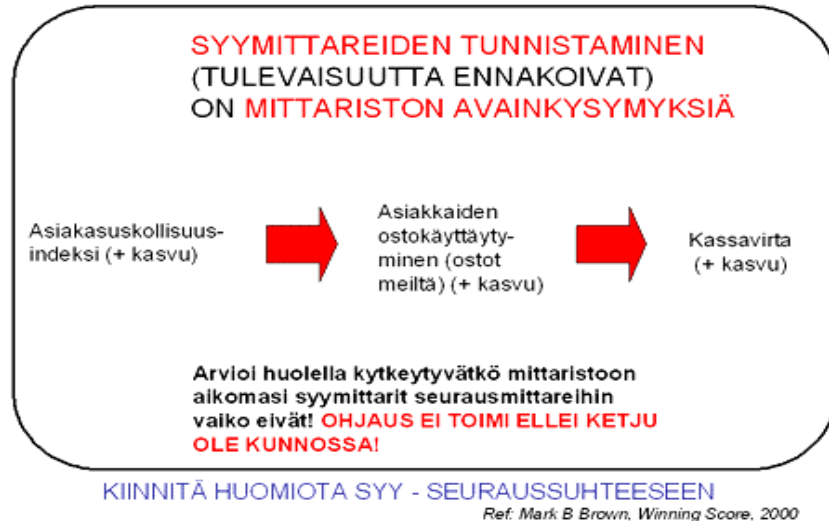 SYYMITTAREIDEN TUNNISTAMINEN
(TULEVAISUUTTA ENNAKOIVAT)
ON MITTARISTON AVAINKYSYMYKSIÄ
Asiakasuskollisuus-
indeksi (+ kasvu)
Asiakkaiden
ostokäyttäyty-
minen (ostot
meiltä) (+ kasvu)
Kassavirta
(+ kasvu)
Arvioi huolella kytkeytyvätkö mittaristoon
aikomasi syymittarit seurausmittareihin
vaiko eivät! OHJAUS EI TOIMI ELLEI KETJU
OLE KUNNOSSA!
KIINNITÄ HUOMIOTA SYY - SEURAUSSUHTEESEEN
Ref: Mark B Brown, Winning Score, 2000